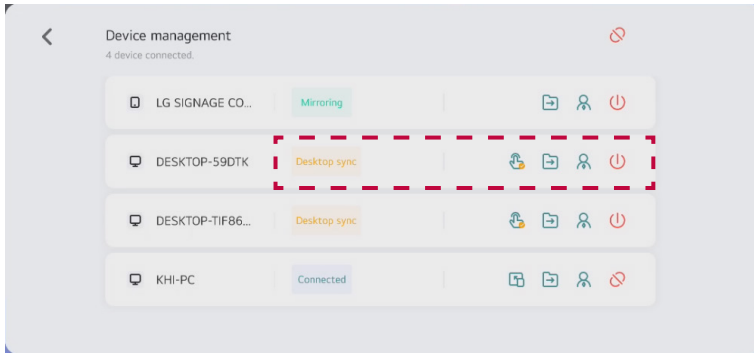 Device management
4 device connected.
LG SIGNAGE CO... Mirroring
DESKTOP-59DTK Desktop sync
DESKTOP-TIF86... Desktop sync
KHI-PC Connected